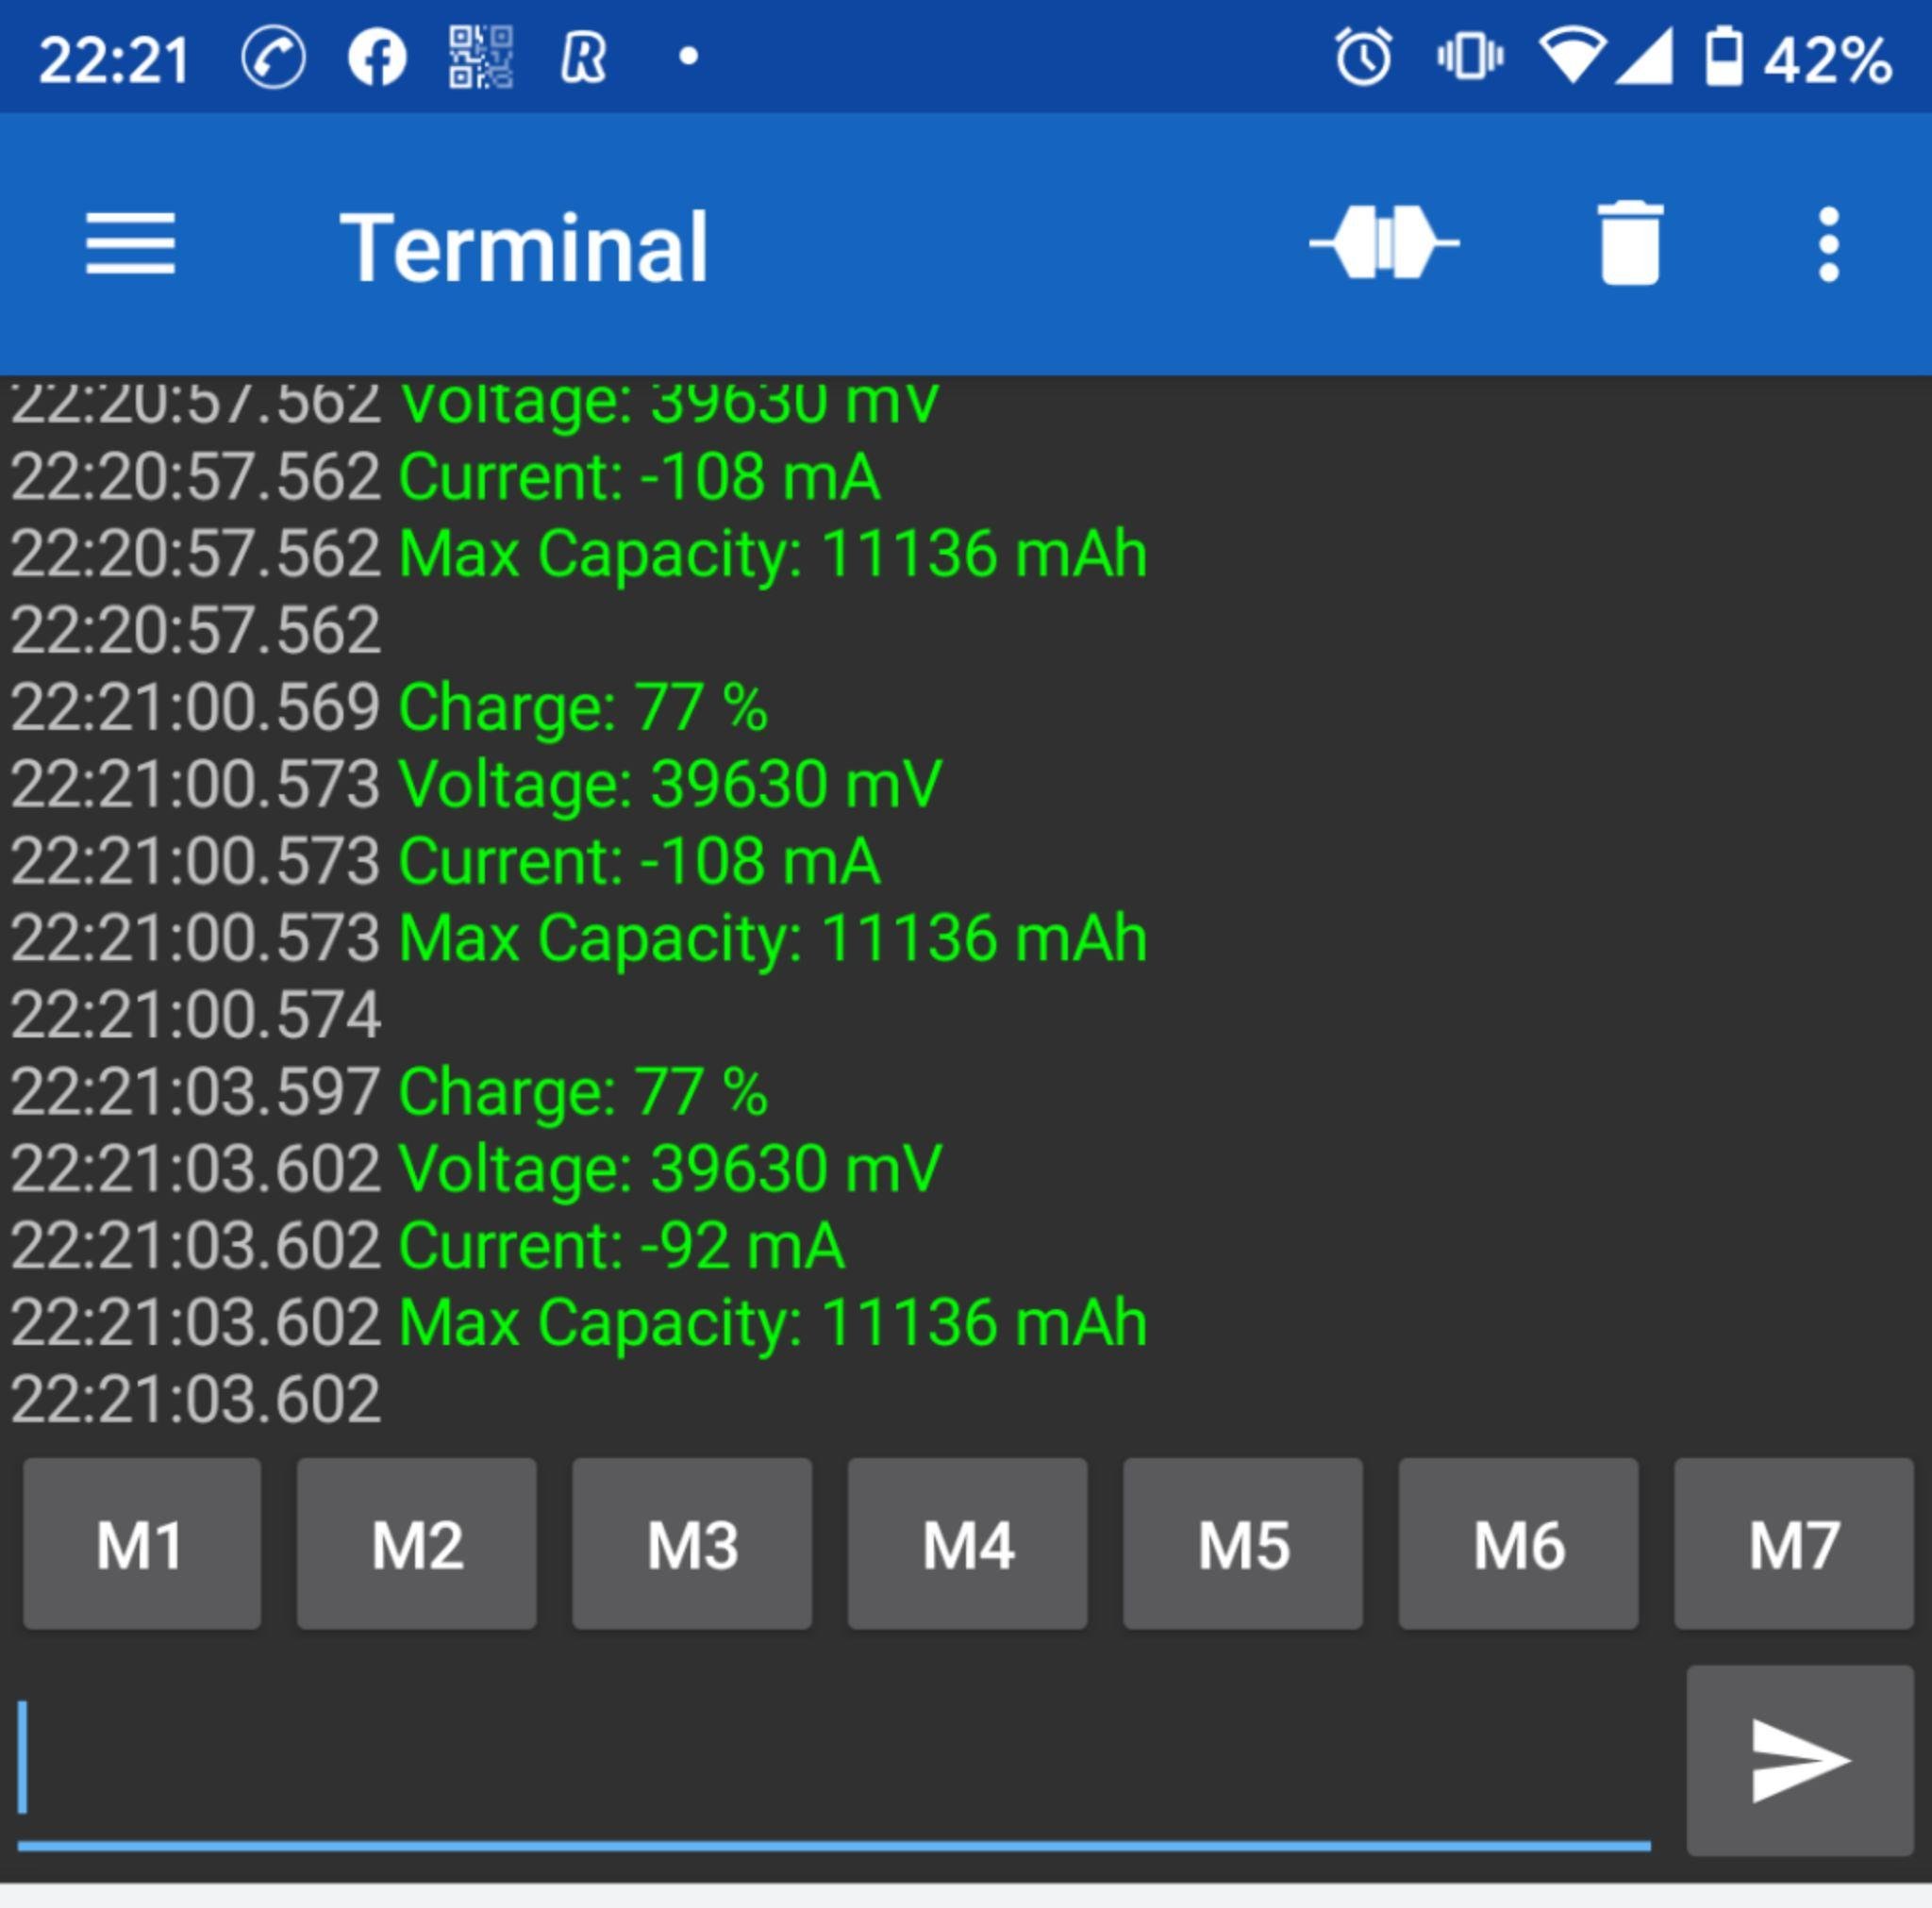 22:21 R 42%
Terminal
22:20:57.562 Voltage: 39630 mV
22:20:57.562 Current: -108 mA
22:20:57.562 Max Capacity: 11136 mAh
22:20:57.562
22:21:00.569 Charge: 77 %
22:21:00.573 Voltage: 39630 mV
22:21:00.573 Current: -108 mA
22:21:00.573 Max Capacity: 11136 mAh
22:21:00.574
22:21:03.597 Charge: 77 %
22:21:03.602 Voltage: 39630 mV
22:21:03.602 Current: -92 mA
22:21:03.602 Max Capacity: 11136 mAh
22:21:03.602
M1 M2 M3 M4 M5 M6 M7